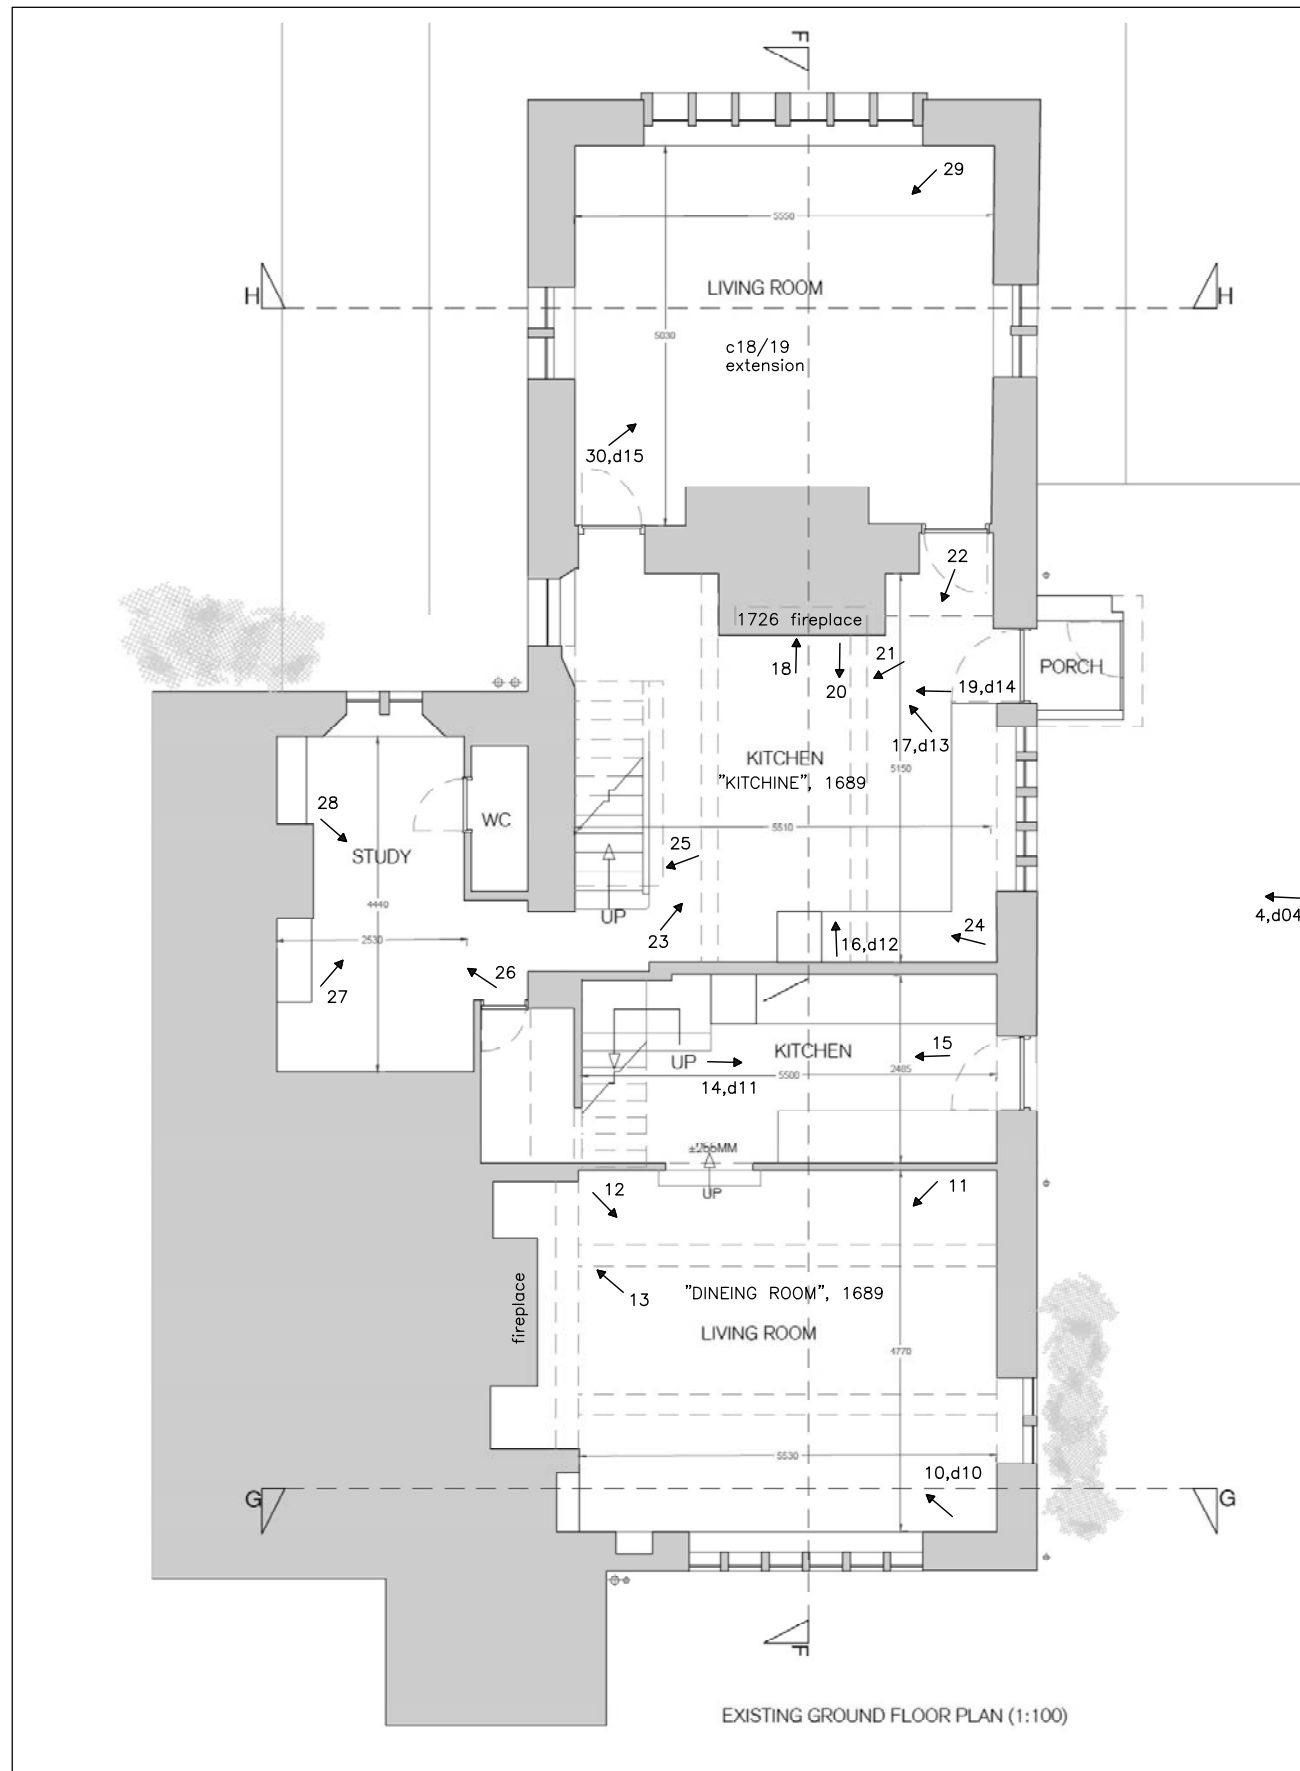 F
29
5550
H
LIVING ROOM
H
5030
c18/19
extension
30,d15
22
1726 fireplace
18
20
21
PORCH
19,d14
17,d13
KITCHEN
"KITCHINE", 1689
5150
28
WC
STUDY
5510
25
4440
UP
4,d04
2530
23
16,d12
24
26
27
UP
KITCHEN
15
14,d11
5500
2485
±265MM
UP
12
11
13
"DINEING ROOM", 1689
fireplace
LIVING ROOM
4770
5530
10,d10
G
G
F
EXISTING GROUND FLOOR PLAN (1:100)